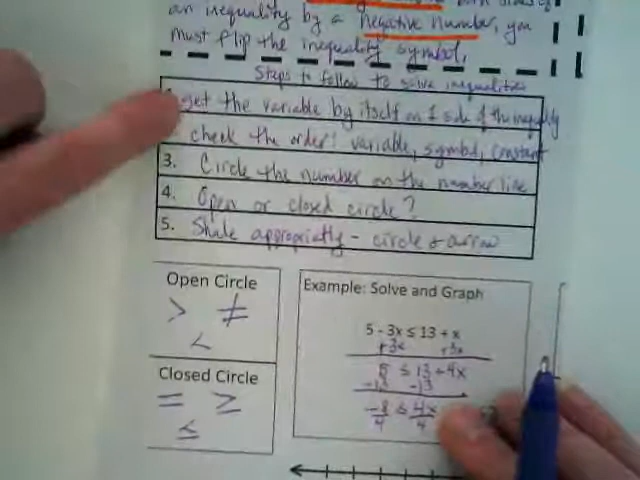 an inequality by a negative number, you
must flip the inequality symbol.
Steps to follow to solve inequalities
get the variable by itself on 1 side of the inequality
check the order! variable, symbol, constant
3. Circle the number on the number line
4. Open or closed circle?
5. Shade appropriately - circle & arrow
Open Circle
> ≠
<
Closed Circle
= ≥
≤
Example: Solve and Graph
5 - 3x ≤ 13 + x
+3x +3x
5 ≤ 13 + 4x
-13 -13
-8 ≤ 4x
4 4